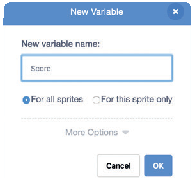 New Variable
New variable name:
Score
For all sprites For this sprite only
More Options
Cancel OK